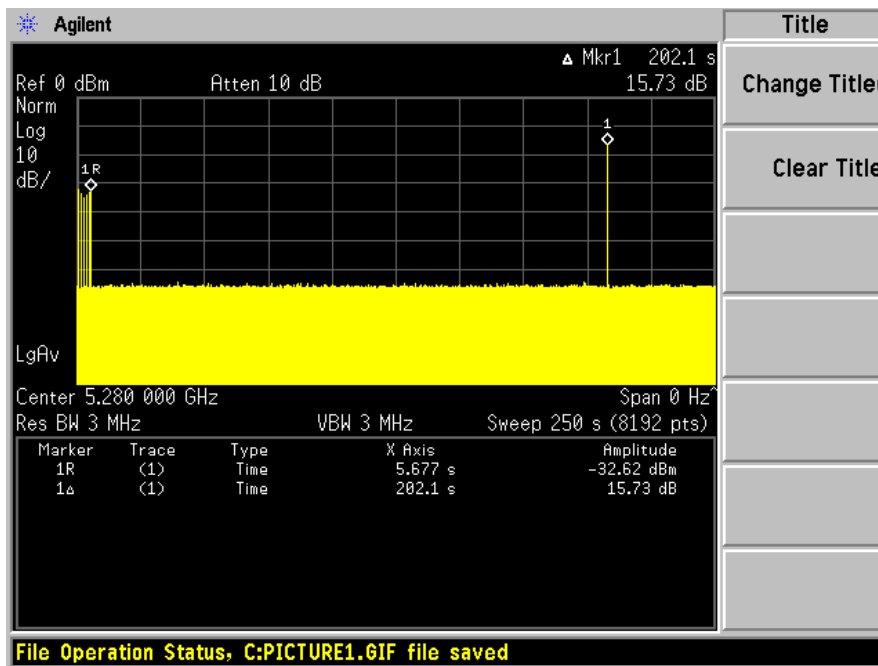 Agilent
Title
Δ Mkr1 202.1 s
Ref 0 dBm Atten 10 dB 15.73 dB
Norm
Log
10
dB/
1R
1
LgAv
Center 5.280 000 GHz Span 0 Hz^
Res BW 3 MHz VBW 3 MHz Sweep 250 s (8192 pts)
Marker Trace Type X Axis Amplitude
1R (1) Time 5.677 s -32.62 dBm
1Δ (1) Time 202.1 s 15.73 dB
Change Title
Clear Title
File Operation Status, C:PICTURE1.GIF file saved